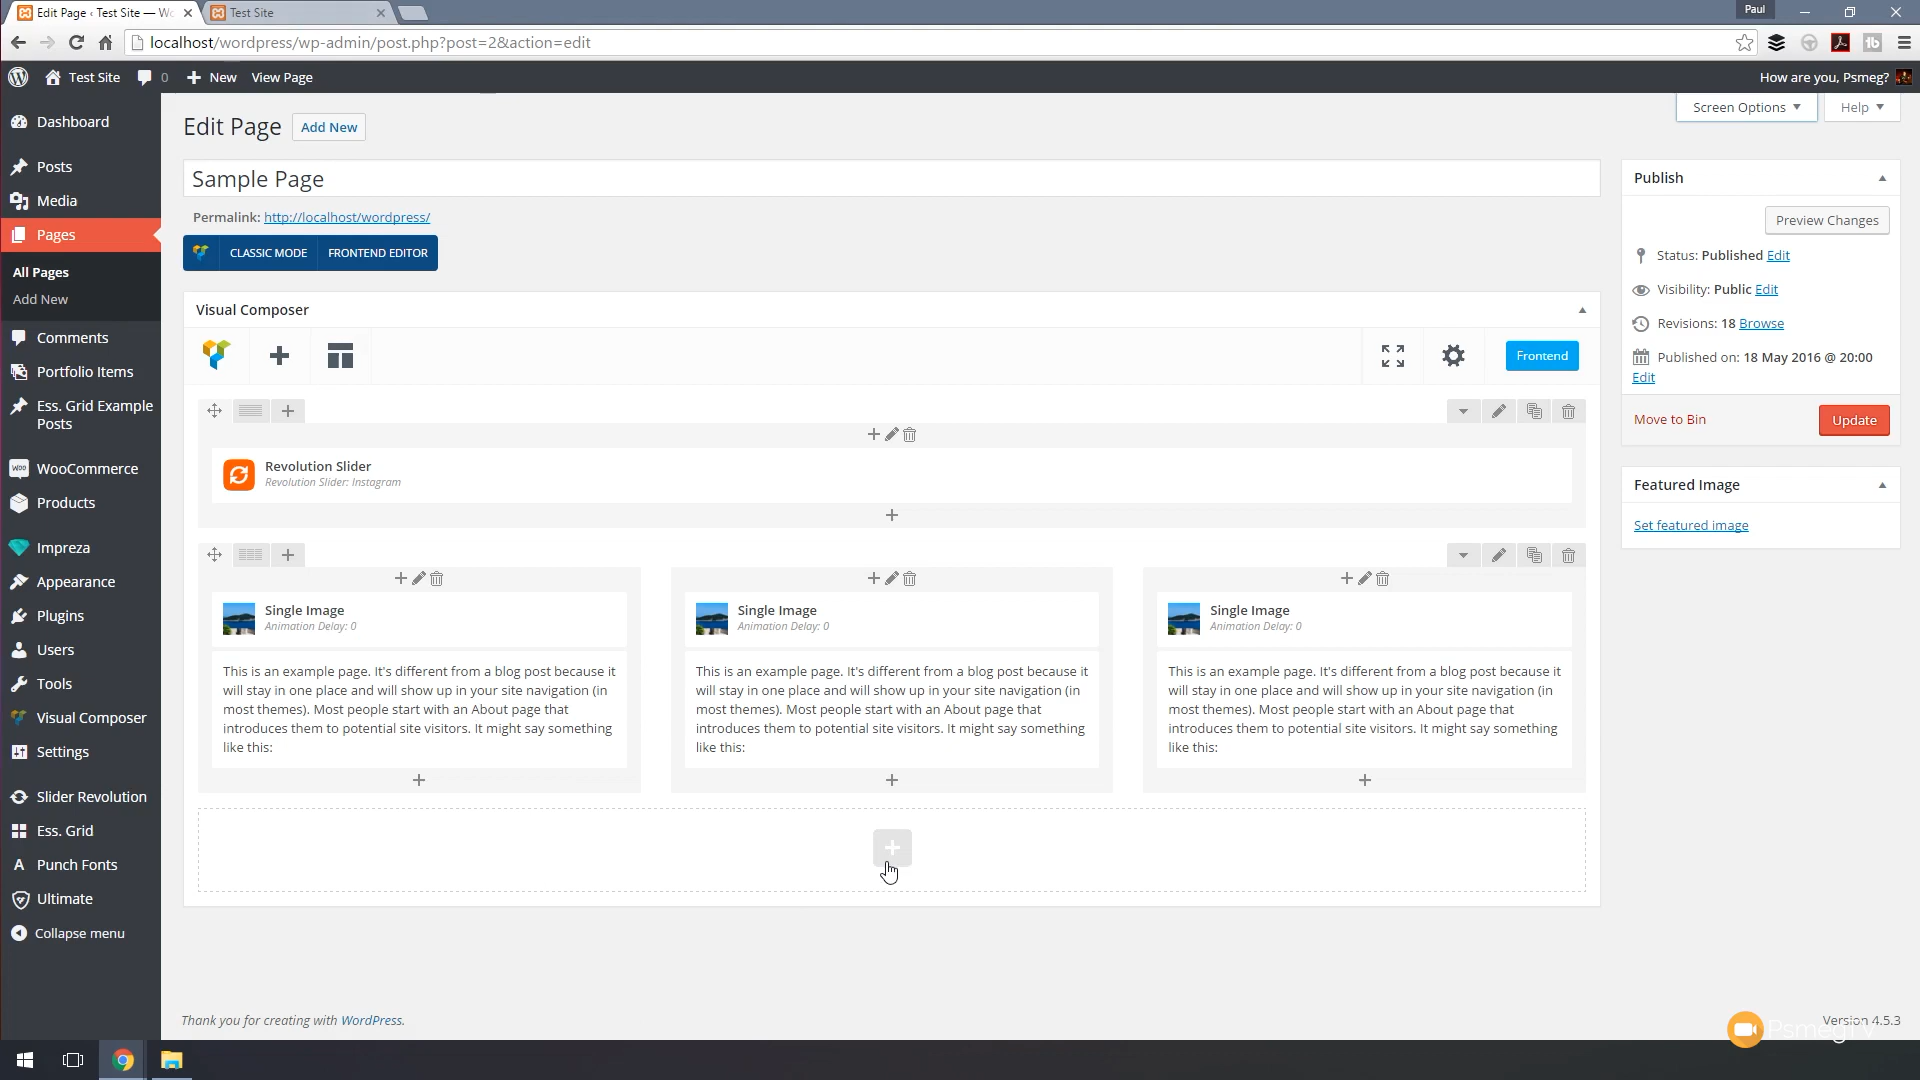 Edit Page ‹ Test Site — Wo
Test Site
Paul
localhost/wordpress/wp-admin/post.php?post=2&action=edit
Test Site
0
New
View Page
How are you, Psmeg?
Screen Options
Help
Dashboard
Posts
Media
Pages
All Pages
Add New
Comments
Portfolio Items
Ess. Grid Example
Posts
WooCommerce
Products
Impreza
Appearance
Plugins
Users
Tools
Visual Composer
Settings
Slider Revolution
Ess. Grid
Punch Fonts
Ultimate
Collapse menu
Edit Page
Add New
Sample Page
Permalink: http://localhost/wordpress/
CLASSIC MODE
FRONTEND EDITOR
Visual Composer
Frontend
Revolution Slider
Revolution Slider: Instagram
Single Image
Animation Delay: 0
This is an example page. It's different from a blog post because it
will stay in one place and will show up in your site navigation (in
most themes). Most people start with an About page that
introduces them to potential site visitors. It might say something
like this:
Single Image
Animation Delay: 0
This is an example page. It's different from a blog post because it
will stay in one place and will show up in your site navigation (in
most themes). Most people start with an About page that
introduces them to potential site visitors. It might say something
like this:
Single Image
Animation Delay: 0
This is an example page. It's different from a blog post because it
will stay in one place and will show up in your site navigation (in
most themes). Most people start with an About page that
introduces them to potential site visitors. It might say something
like this:
Publish
Preview Changes
Status: Published Edit
Visibility: Public Edit
Revisions: 18 Browse
Published on: 18 May 2016 @ 20:00
Edit
Move to Bin
Update
Featured Image
Set featured image
Thank you for creating with WordPress.
Version 4.5.3
PsmegTV